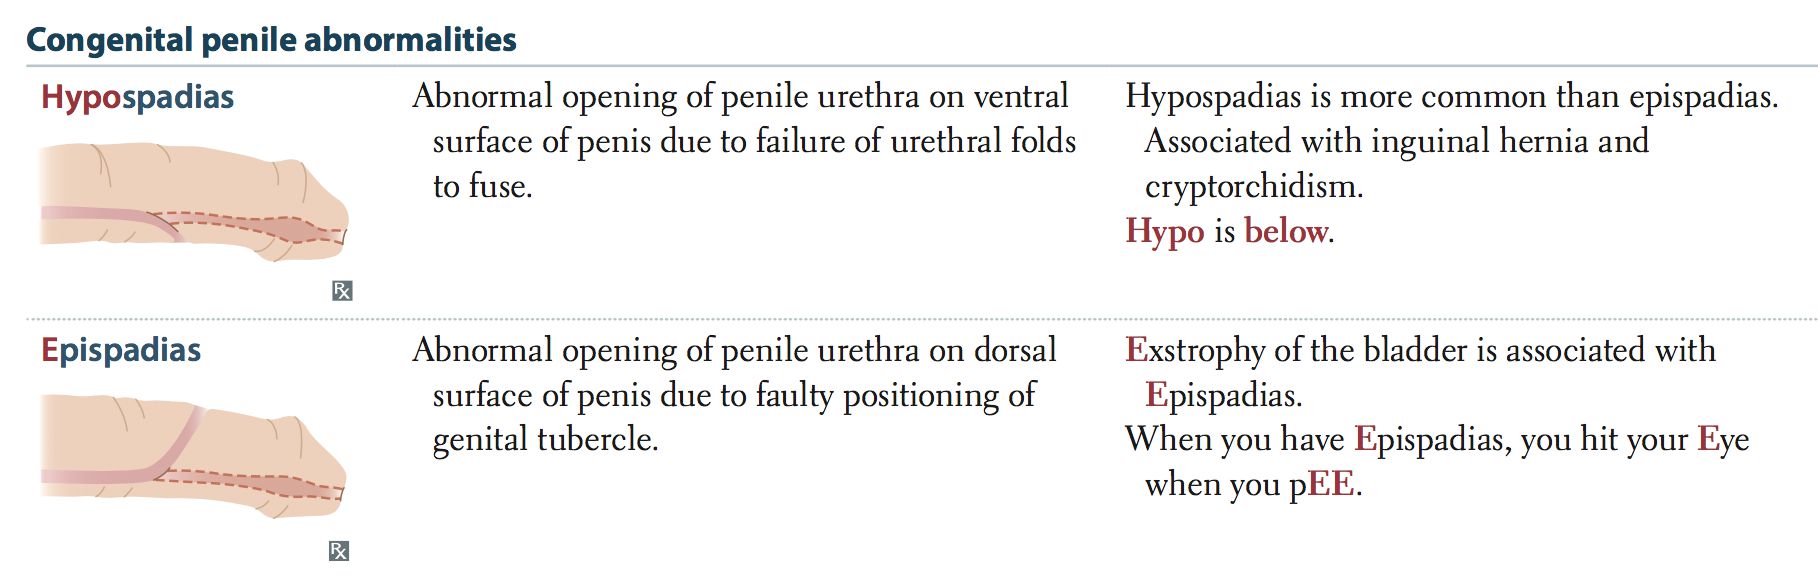 Congenital penile abnormalities
Hypospadias
Abnormal opening of penile urethra on ventral
surface of penis due to failure of urethral folds
to fuse.
Hypospadias is more common than epispadias.
Associated with inguinal hernia and
cryptorchidism.
Hypo is below.
Rx
Epispadias
Abnormal opening of penile urethra on dorsal
surface of penis due to faulty positioning of
genital tubercle.
Exstrophy of the bladder is associated with
Epispadias.
When you have Epispadias, you hit your Eye
when you pEE.
Rx